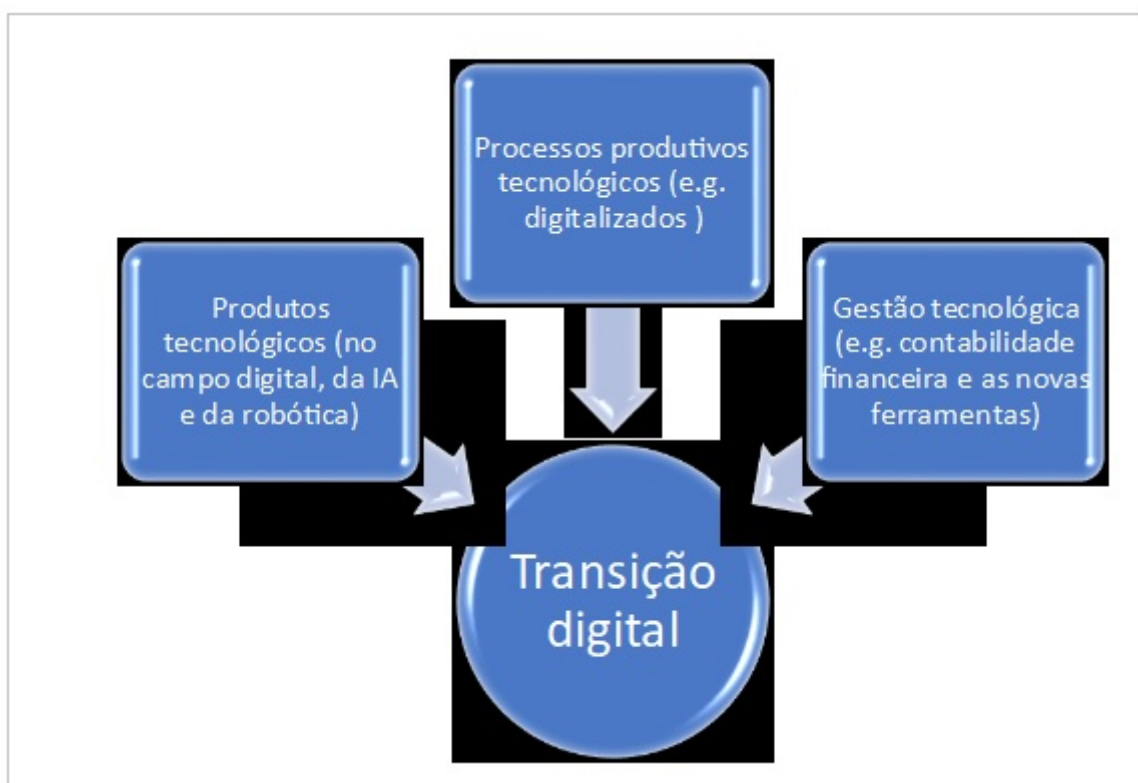 Processos produtivos
tecnológicos (e.g.
digitalizados )
Produtos
tecnológicos (no
campo digital, da IA
e da robótica)
Gestão tecnológica
(e.g. contabilidade
financeira e as novas
ferramentas)
Transição
digital